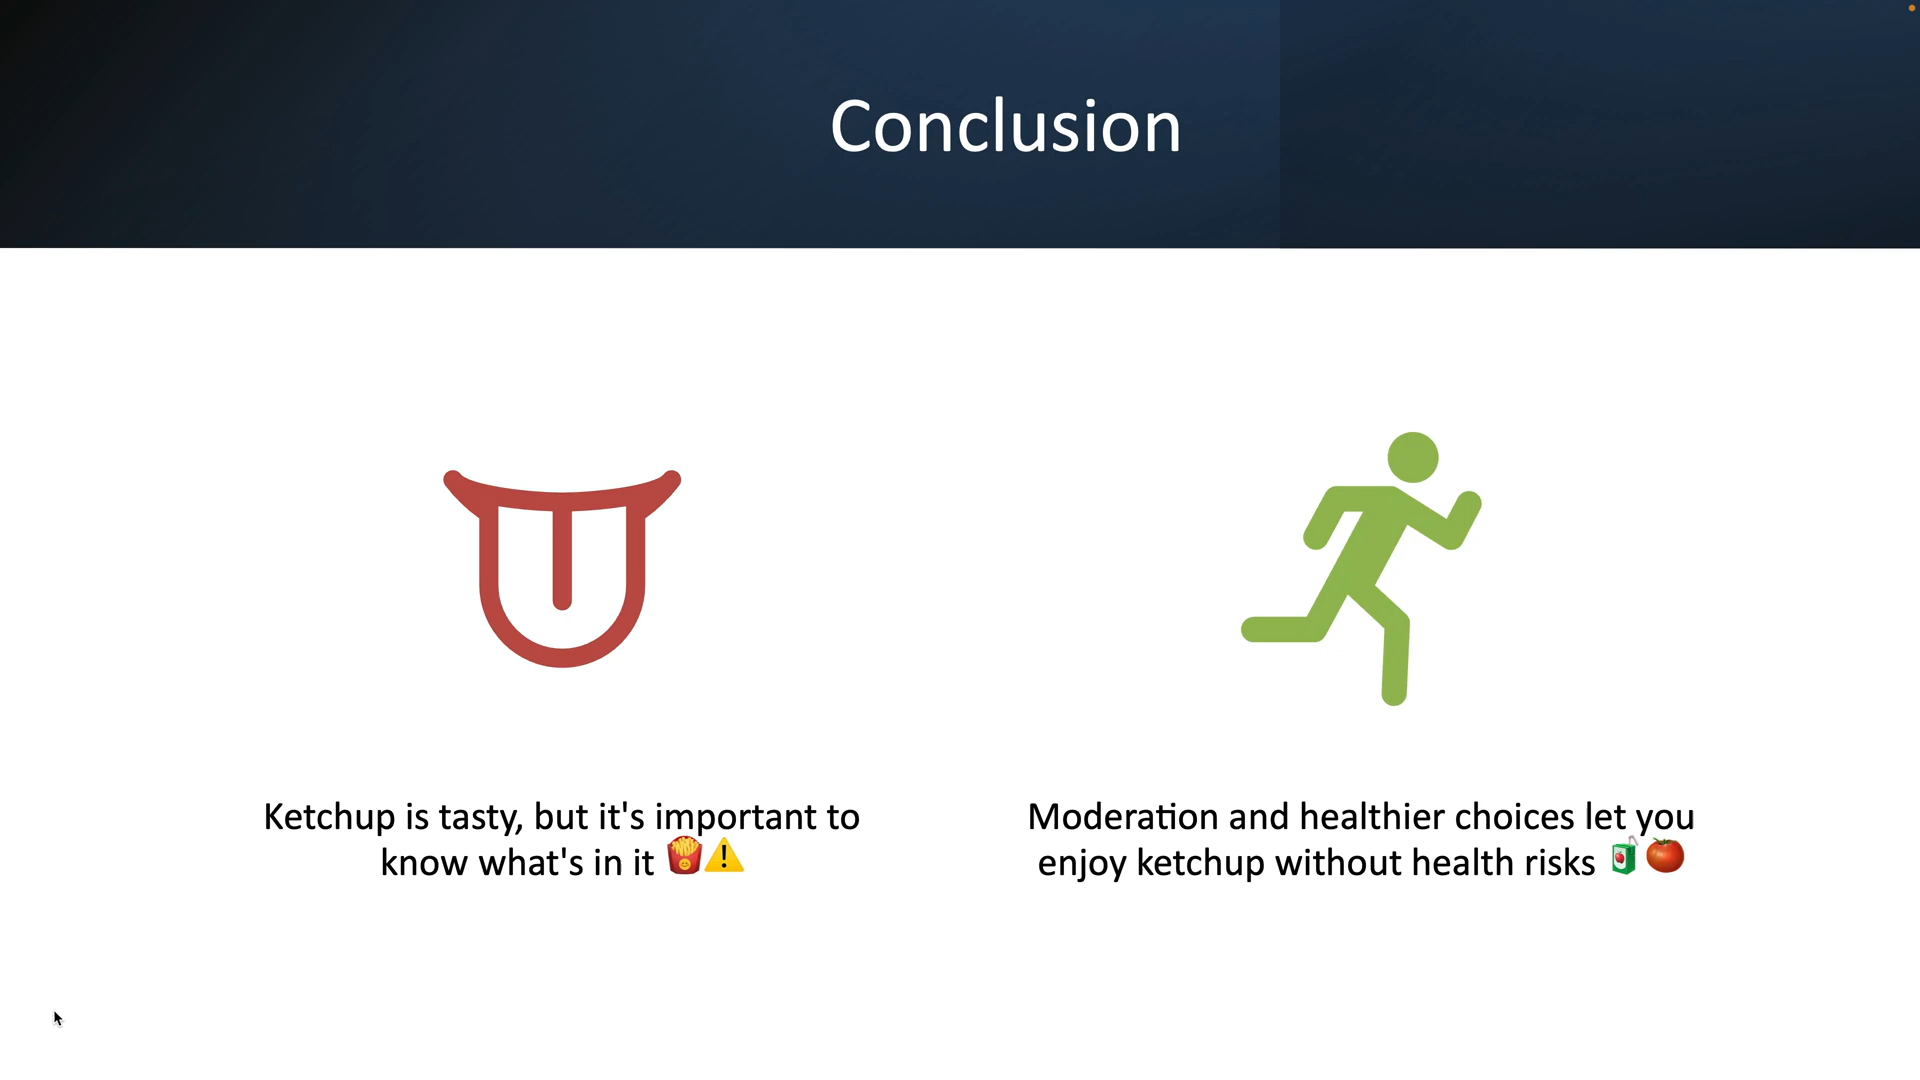 Conclusion
Ketchup is tasty, but it's important to
know what's in it 🍟⚠️
Moderation and healthier choices let you
enjoy ketchup without health risks 🧃🍅